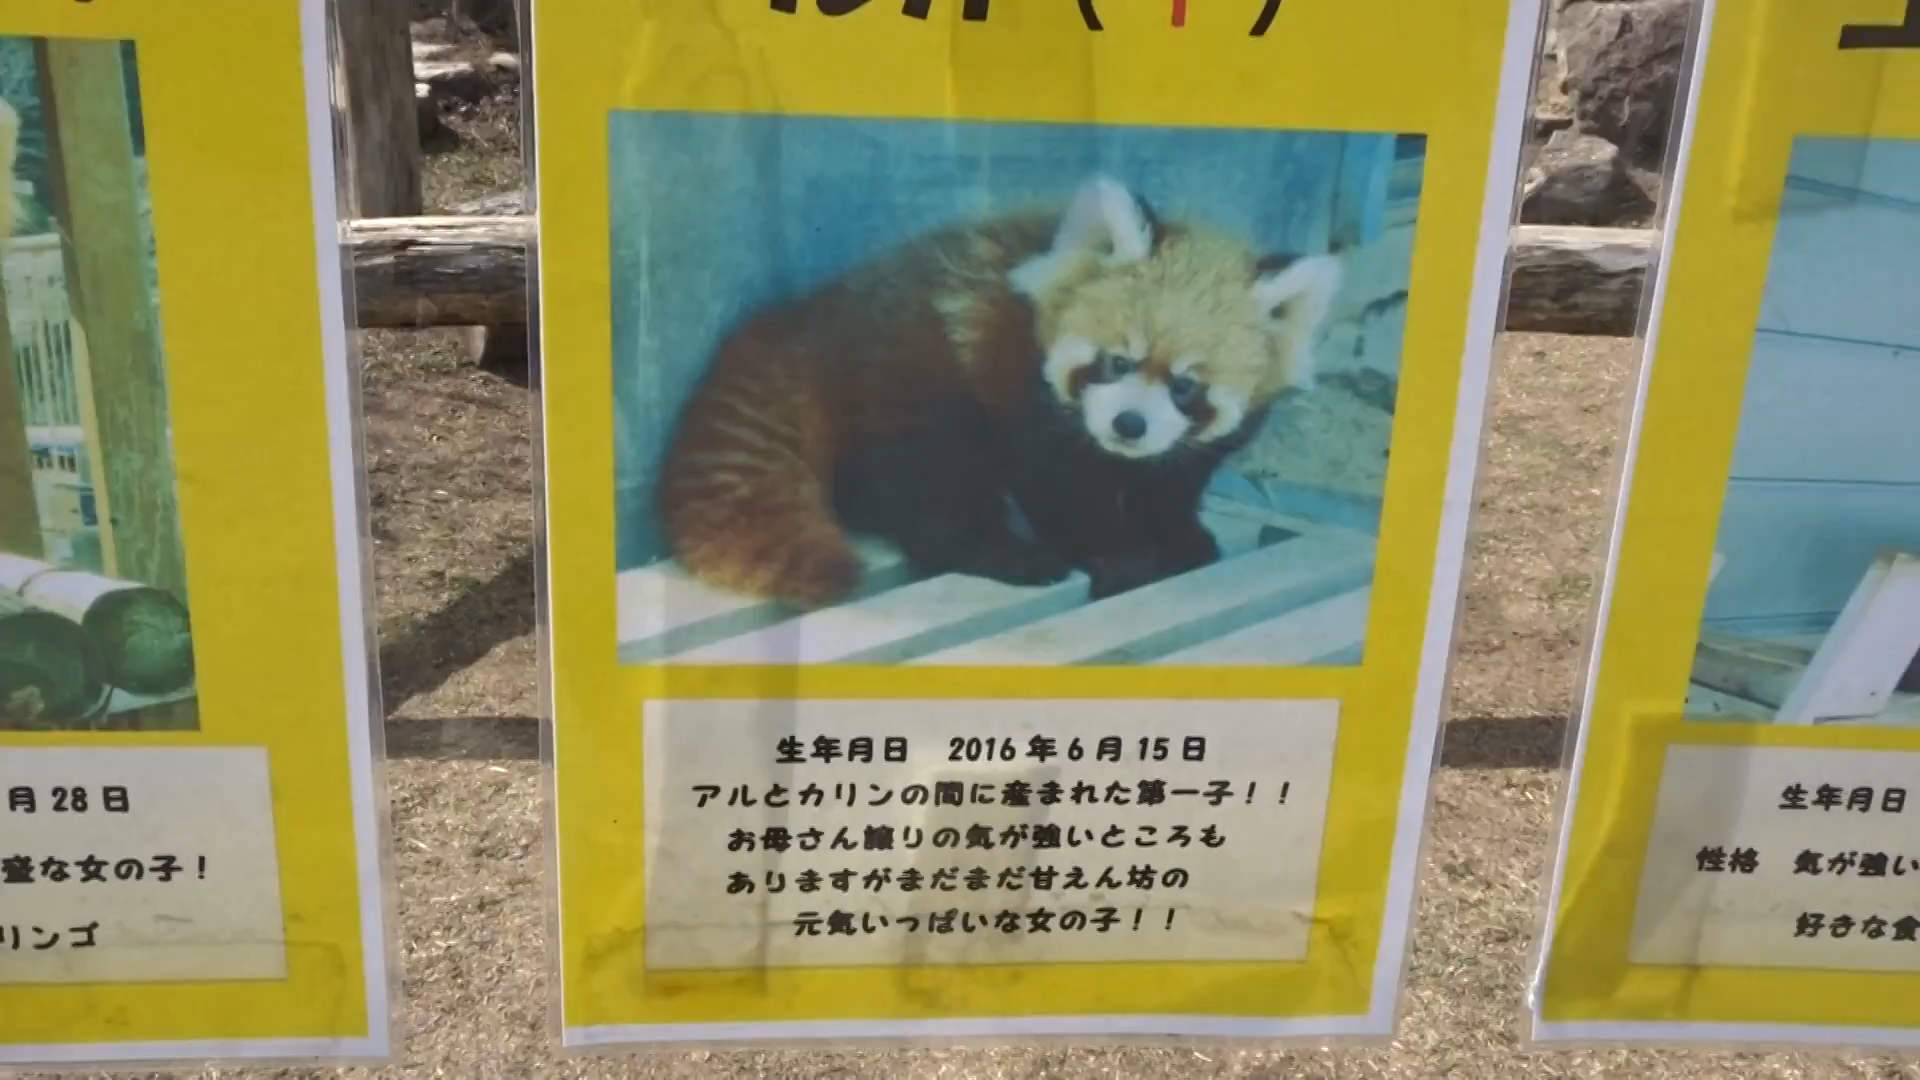 月28日
盛な女の子！
リンゴ
生年月日　2016年6月15日
アルとカリンの間に産まれた第一子！！
お母さん譲りの気が強いところも
ありますがまだまだ甘えん坊の
元気いっぱいな女の子！！
生年月日
性格　気が強い
好きな食